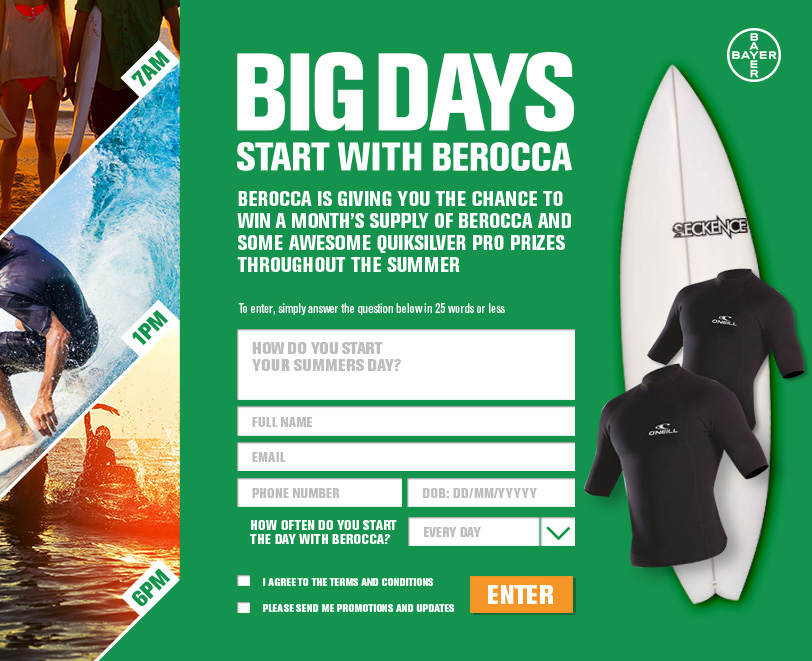 7AM
1PM
6PM
BIG DAYS
START WITH BEROCCA
BEROCCA IS GIVING YOU THE CHANCE TO
WIN A MONTH'S SUPPLY OF BEROCCA AND
SOME AWESOME QUIKSILVER PRO PRIZES
THROUGHOUT THE SUMMER
To enter, simply answer the question below in 25 words or less
HOW DO YOU START
YOUR SUMMERS DAY?
FULL NAME
EMAIL
PHONE NUMBER
DOB: DD/MM/YYYYY
HOW OFTEN DO YOU START
THE DAY WITH BEROCCA?
EVERY DAY
I AGREE TO THE TERMS AND CONDITIONS
PLEASE SEND ME PROMOTIONS AND UPDATES
ENTER
BAYER
BAYER
SECKENCE
O'NEILL
O'NEILL